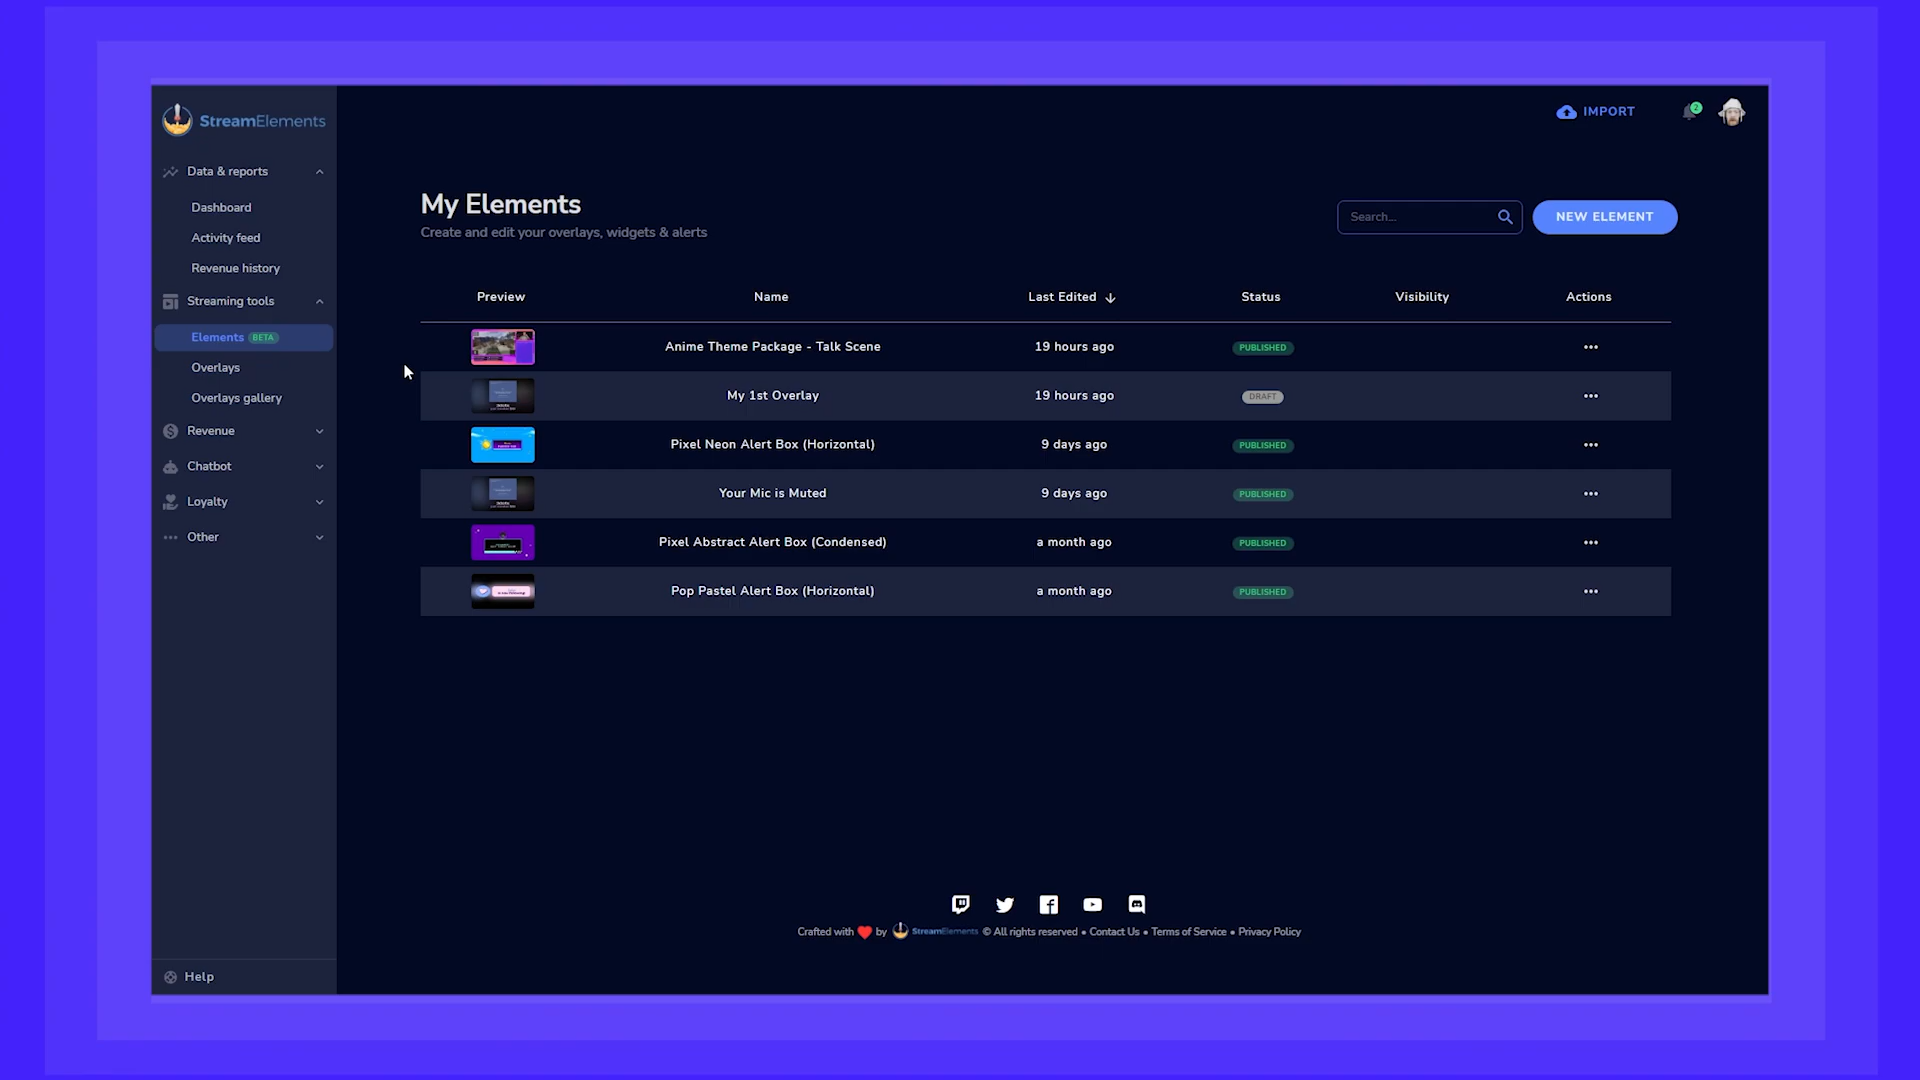 StreamElements
IMPORT
2
Data & reports
Dashboard
Activity feed
Revenue history
Streaming tools
Elements BETA
Overlays
Overlays gallery
Revenue
Chatbot
Loyalty
Other
Help
My Elements
Create and edit your overlays, widgets & alerts
Search...
NEW ELEMENT
Preview Name Last Edited Status Visibility Actions
Anime Theme Package - Talk Scene 19 hours ago PUBLISHED
My 1st Overlay 19 hours ago DRAFT
Pixel Neon Alert Box (Horizontal) 9 days ago PUBLISHED
Your Mic is Muted 9 days ago PUBLISHED
Pixel Abstract Alert Box (Condensed) a month ago PUBLISHED
Pop Pastel Alert Box (Horizontal) a month ago PUBLISHED
Crafted with ❤ by StreamElements © All rights reserved • Contact Us • Terms of Service • Privacy Policy